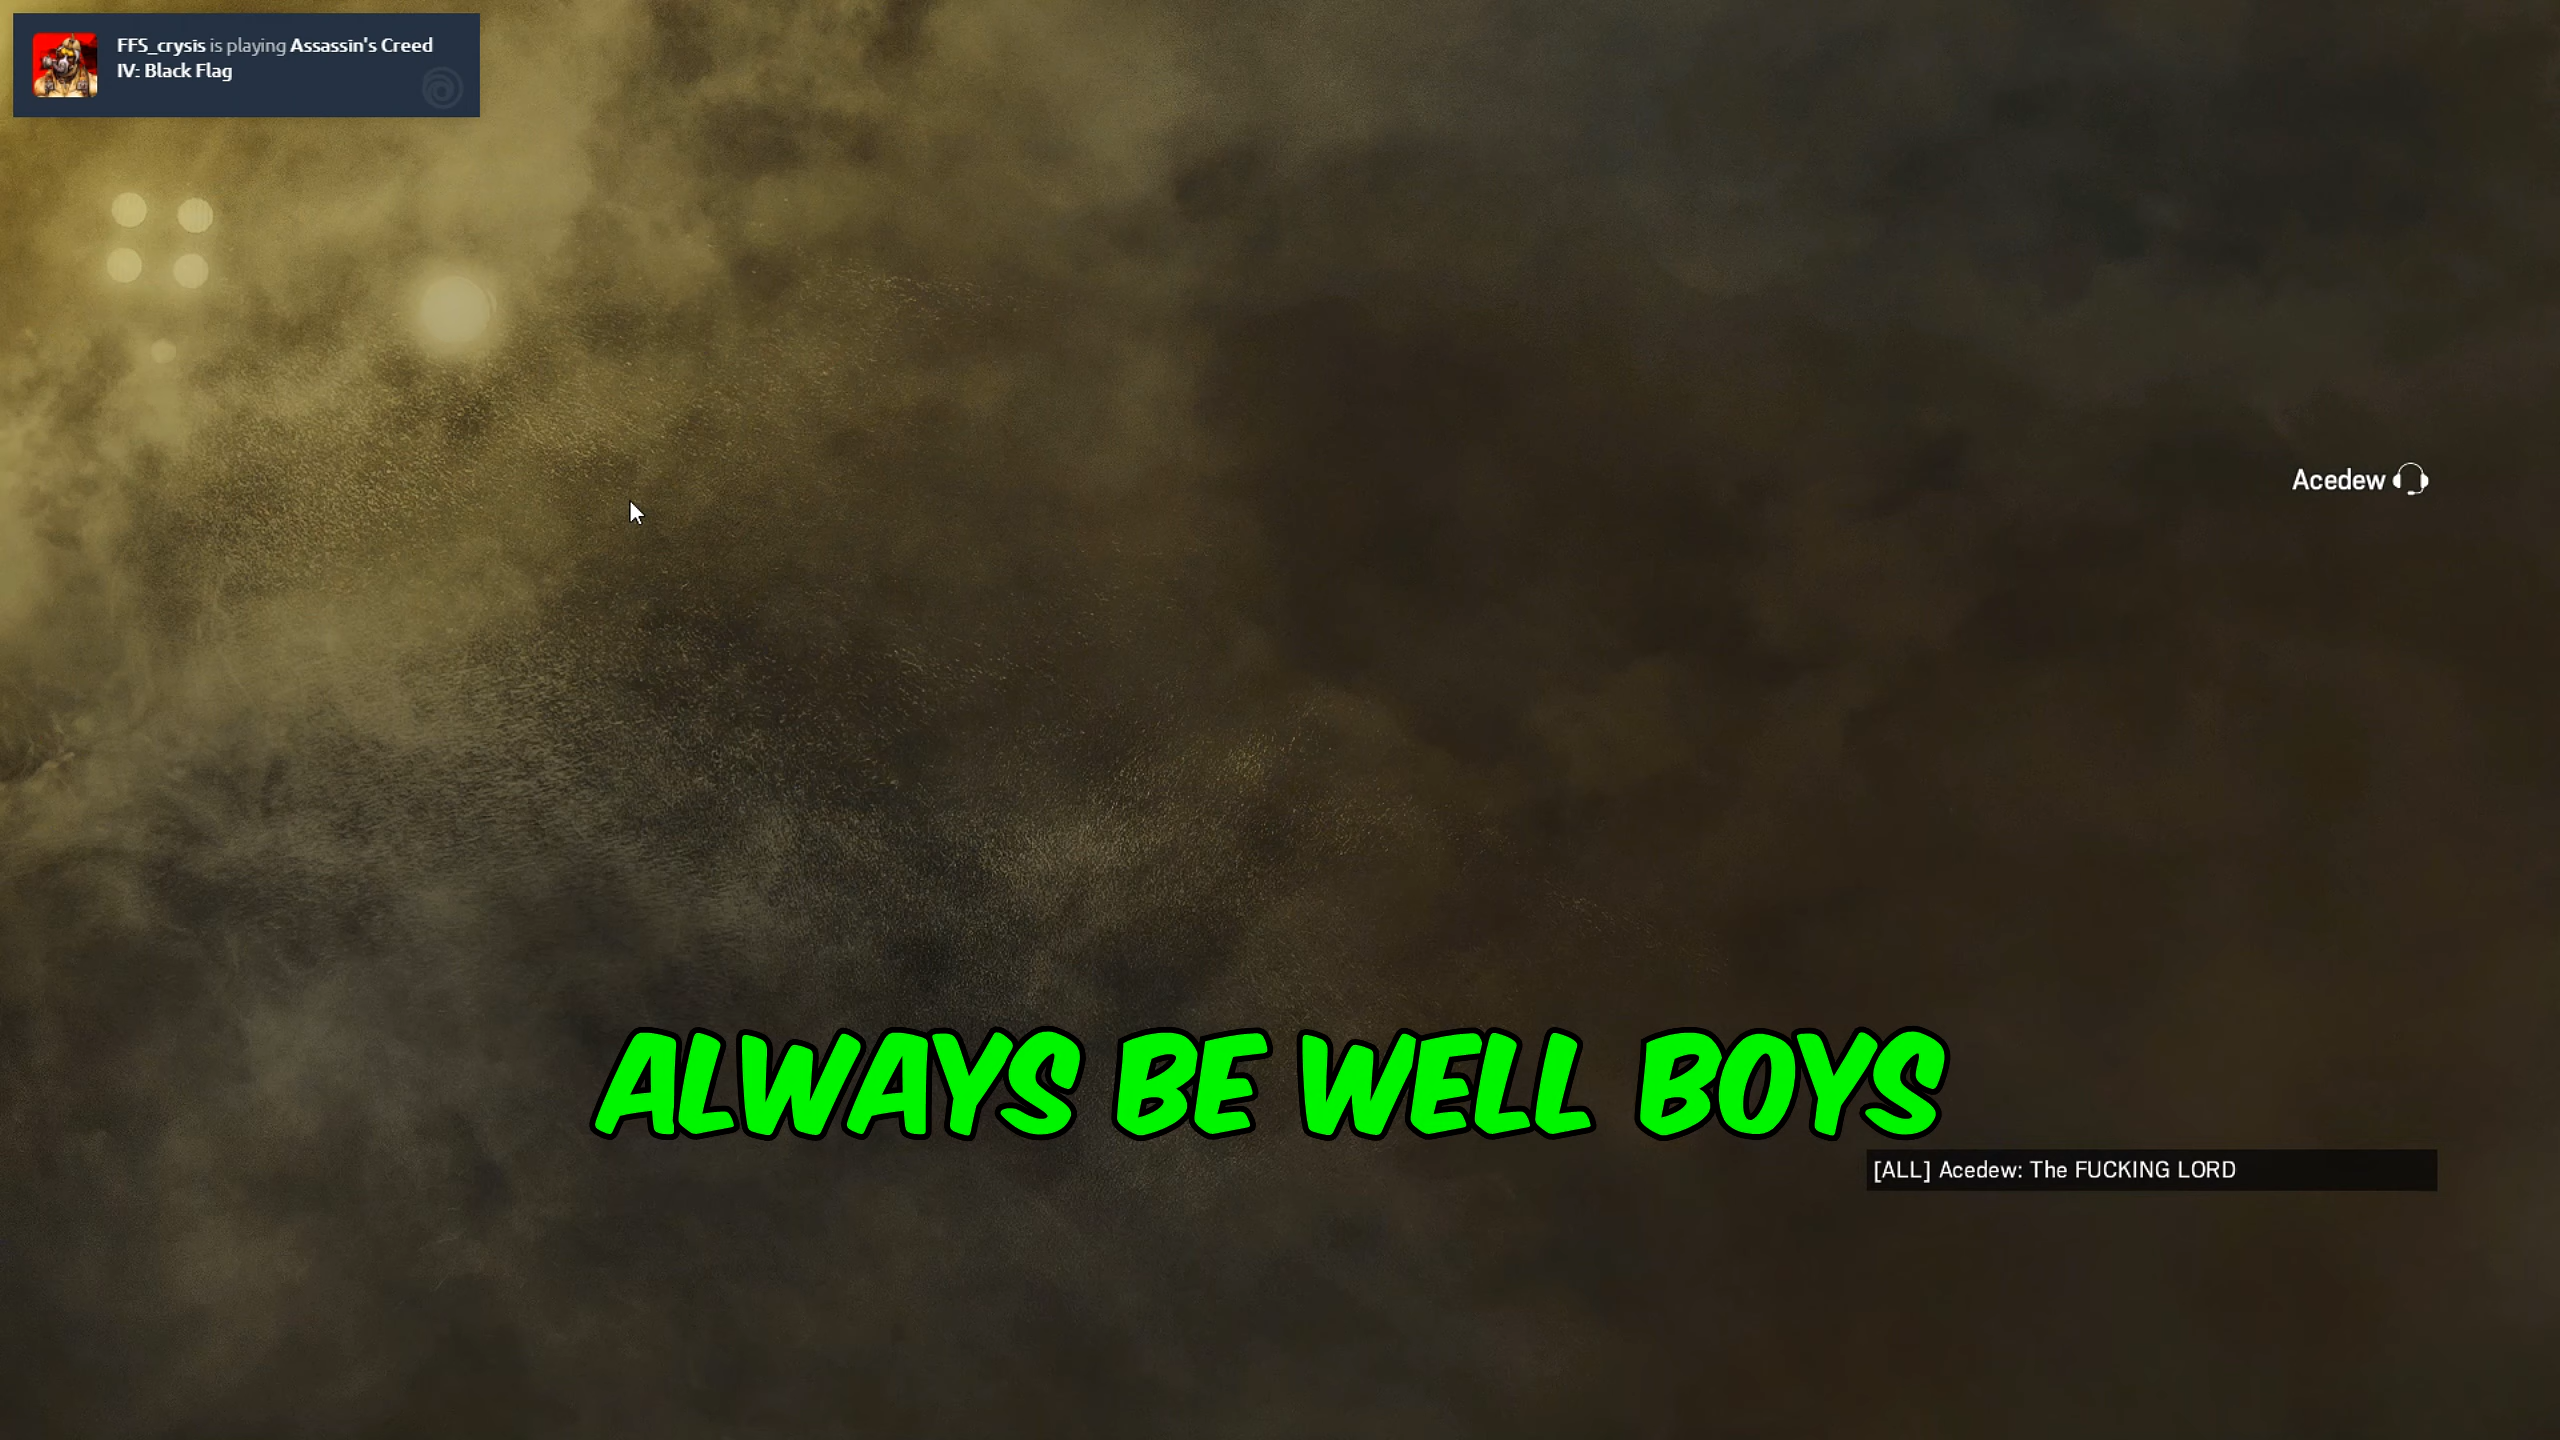 FFS_crysis is playing Assassin's Creed
IV: Black Flag
Acedew
ALWAYS BE WELL BOYS
[ALL] Acedew: The FUCKING LORD